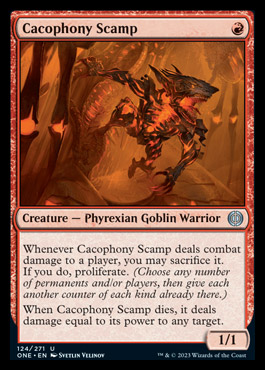 Cacophony Scamp
Creature — Phyrexian Goblin Warrior
Whenever Cacophony Scamp deals combat
damage to a player, you may sacrifice it.
If you do, proliferate. (Choose any number
of permanents and/or players, then give each
another counter of each kind already there.)
When Cacophony Scamp dies, it deals
damage equal to its power to any target.
1/1
124/271 U
ONE • EN Svetlin Velinov
™ & © 2023 Wizards of the Coast